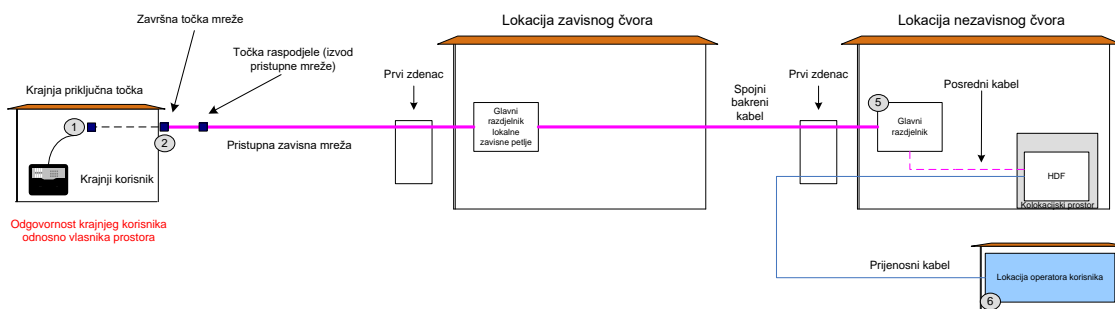 Završna točka mreže
Lokacija zavisnog čvora
Lokacija nezavisnog čvora
Točka raspodjele (izvod
pristupne mreže)
Krajnja priključna točka
Prvi zdenac
Spojni
bakreni
kabel
Prvi zdenac
Posredni kabel
1
2
Glavni
razdjelnik
lokalne
zavisne petlje
5
Glavni
razdjelnik
Pristupna zavisna mreža
Krajnji korisnik
HDF
Kolokacijski prostor
Odgovornost krajnjeg korisnika
odnosno vlasnika prostora
Prijenosni kabel
Lokacija operatora korisnika
6